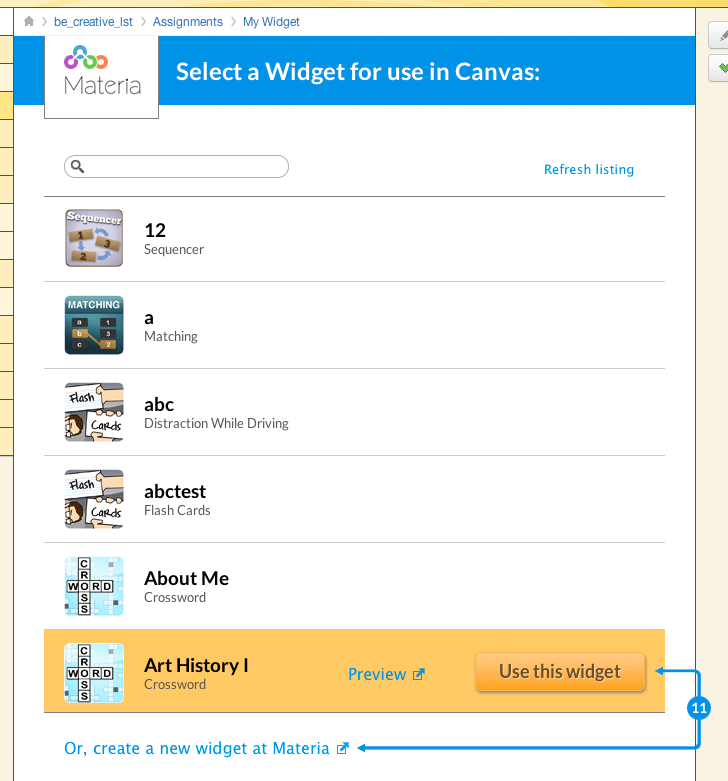 be_creative_lst Assignments My Widget
Materia
Select a Widget for use in Canvas:
Refresh listing
Sequencer
1
3
2
12
Sequencer
MATCHING
a 1
b 3
c 2
a
Matching
Flash
Cards
abc
Distraction While Driving
Flash
Cards
abctest
Flash Cards
CROSS
WORD
About Me
Crossword
CROSS
WORD
Art History I
Crossword
Preview
Use this widget
11
Or, create a new widget at Materia